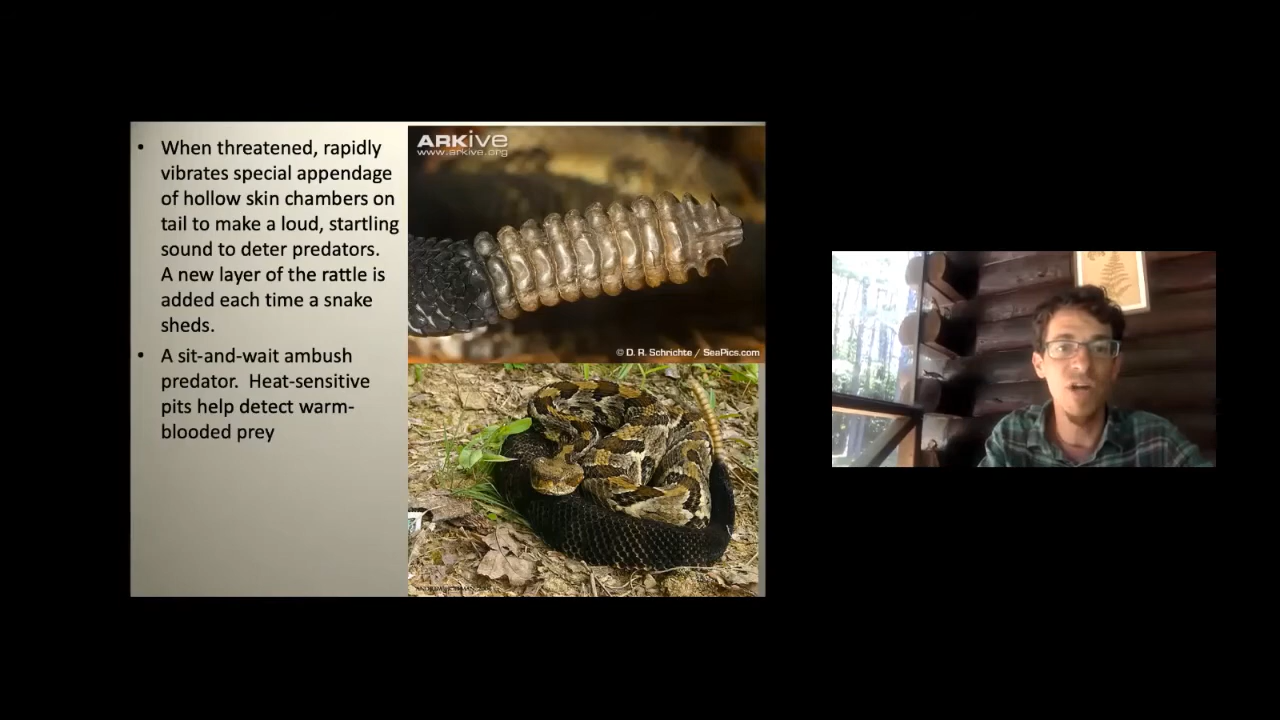 • When threatened, rapidly
vibrates special appendage
of hollow skin chambers on
tail to make a loud, startling
sound to deter predators.
A new layer of the rattle is
added each time a snake
sheds.
• A sit-and-wait ambush
predator. Heat-sensitive
pits help detect warm-
blooded prey
ARKive
www.arkive.org
© D. R. Schrichte / SeaPics.com